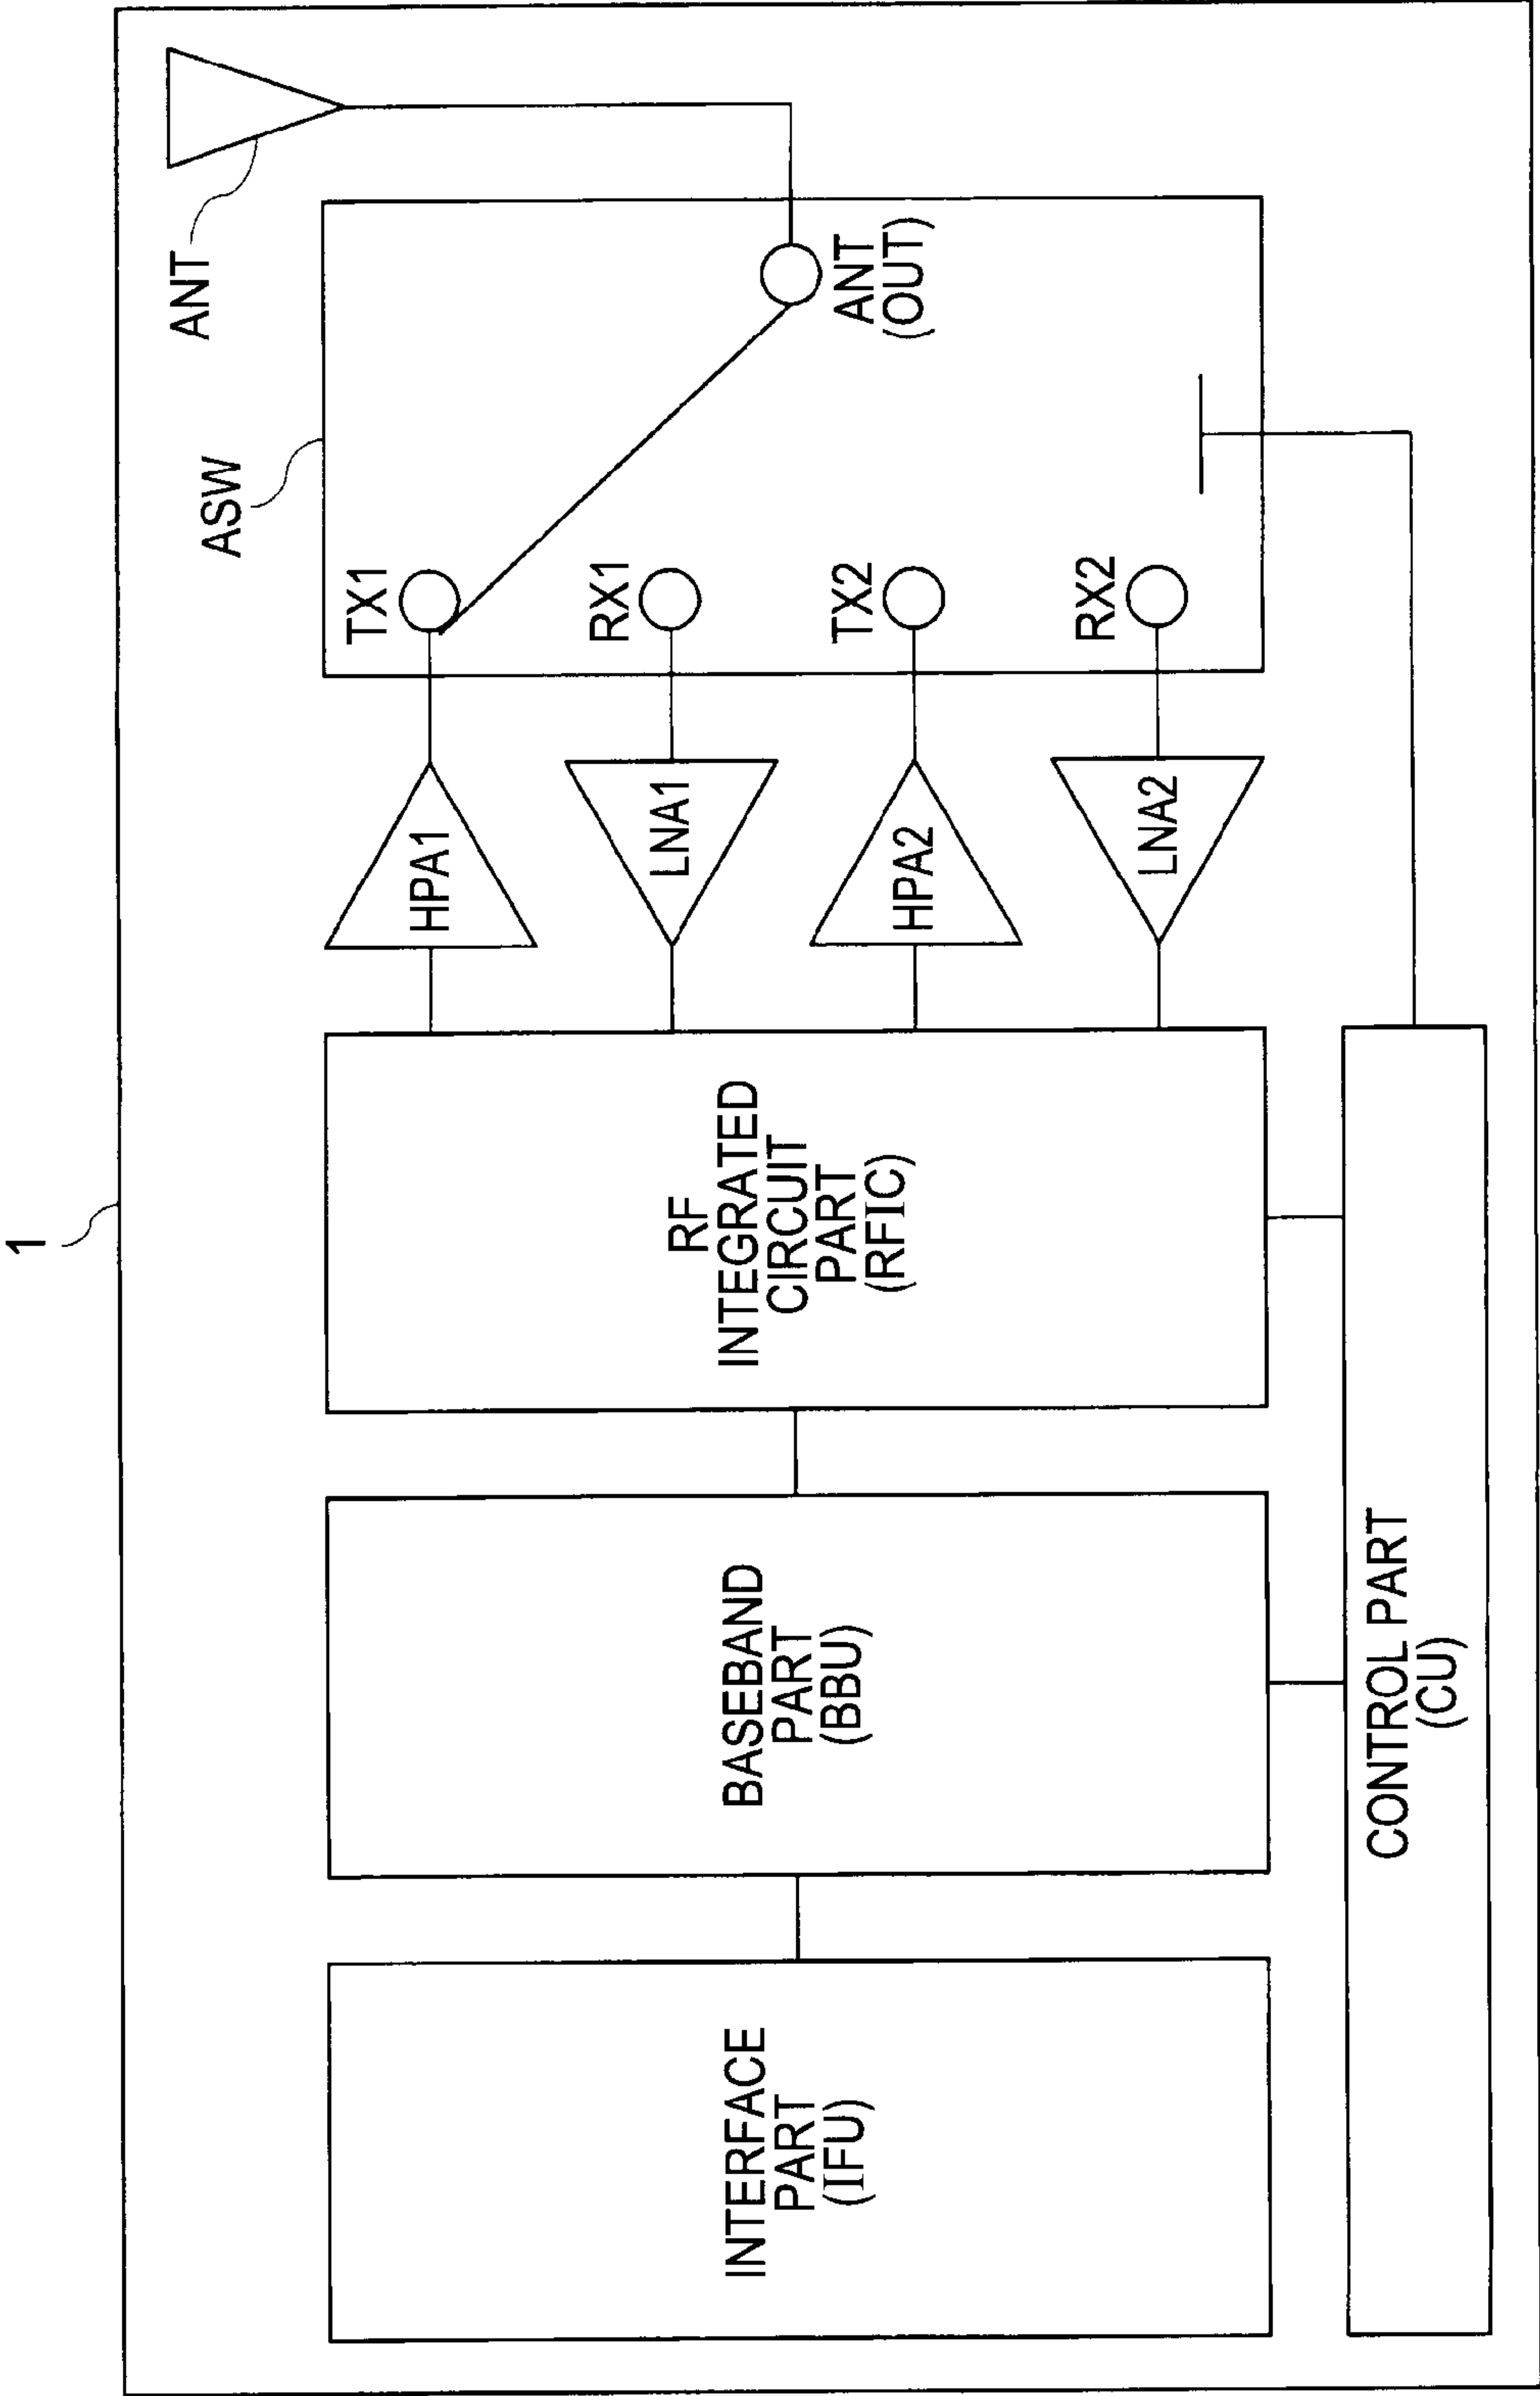 1
ANT
ASW
TX1
RX1
TX2
RX2
ANT
(OUT)
HPA1
LNA1
HPA2
LNA2
INTERFACE
PART
(IFU)
BASEBAND
PART
(BBU)
RF
INTEGRATED
CIRCUIT
PART
(RFIC)
CONTROL PART
(CU)